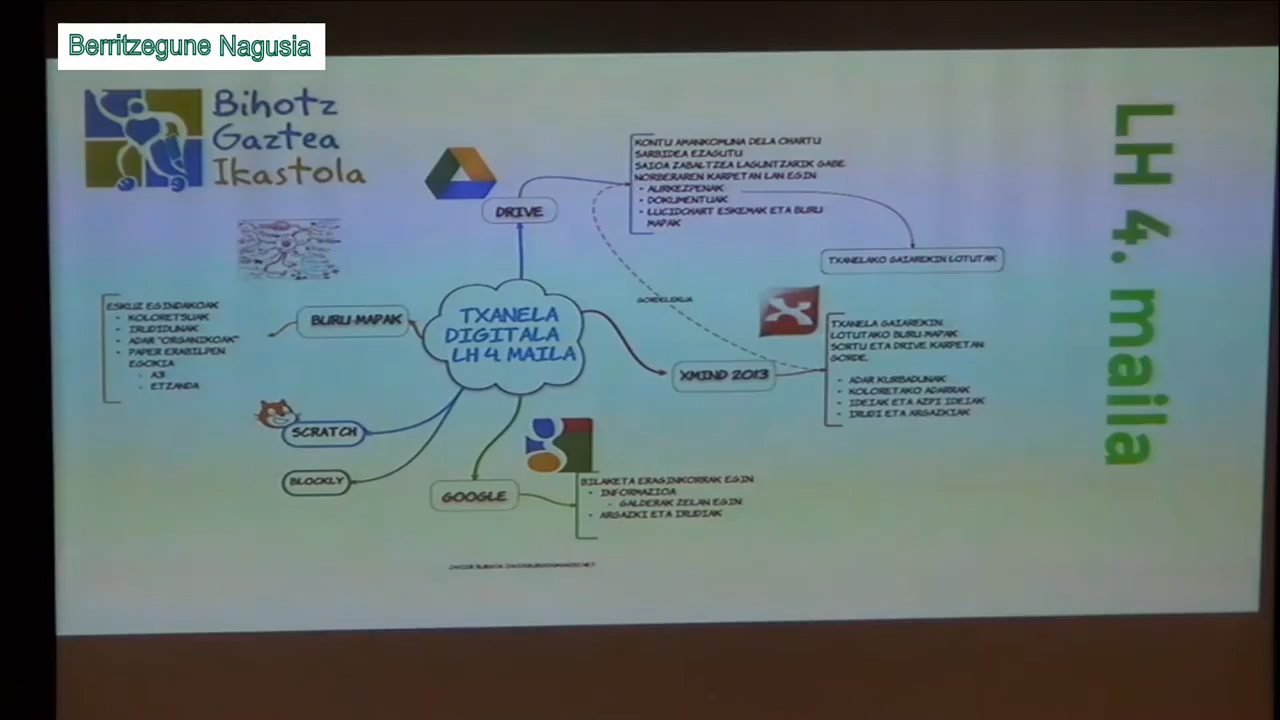 Berritzegune Nagusia
Bihotz
Gaztea
Ikastola
LH 4. maila
DRIVE
KONTU AMANKOMUNA DELA OHARTU
SARBIDEA EZAGUTU
SAIOA ZABALTZEA LAGUNTZARIK GABE
NORBERAREN KARPETAN LAN EGIN
• AURKEZPENAK
• DOKUMENTUAK
• LUCIDCHART ESKEMAK ETA BURU
MAPAK
TXANELAKO GAIAREKIN LOTUTAK
GORDELEKUA
TXANELA
DIGITALA
LH 4. MAILA
BURU MAPAK
ESKUZ EGINDAKOAK
• KOLORETSUAK
• IRUDIDUNAK
• ADAR "ORGANIKOAK"
• PAPER ERABILPEN
EGOKIA
- A3
- ETZANDA
XMIND 2013
TXANELA GAIAREKIN
LOTUTAKO BURU MAPAK
SORTU ETA DRIVE KARPETAN
GORDE.
• ADAR KURBADUNAK
• KOLORETAKO ADARRAK
• IDEIAK ETA AZPI IDEIAK
• IRUDI ETA ARGAZKIAK
SCRATCH
BLOCKLY
GOOGLE
BILAKETA ERAGINKORRAK EGIN
• INFORMAZIOA
- GALDERAK ZELAN EGIN
• ARGAZKI ETA IRUDIAK